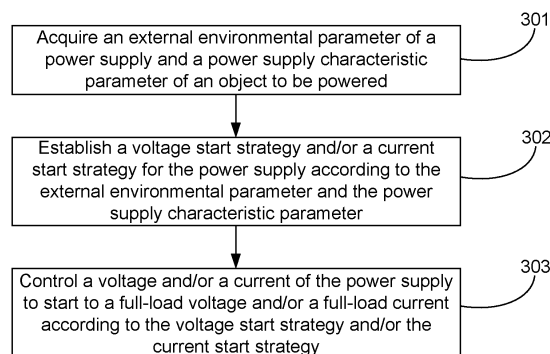 301
Acquire an external environmental parameter of a
power supply and a power supply characteristic
parameter of an object to be powered
302
Establish a voltage start strategy and/or a current
start strategy for the power supply according to the
external environmental parameter and the power
supply characteristic parameter
303
Control a voltage and/or a current of the power supply
to start to a full-load voltage and/or a full-load current
according to the voltage start strategy and/or the
current start strategy